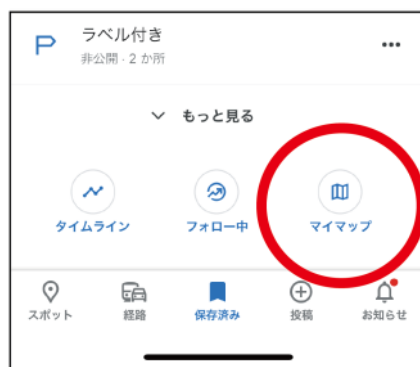 ラベル付き
非公開・2 か所
もっと見る
タイムライン
フォロー中
マイマップ
スポット
経路
保存済み
投稿
お知らせ